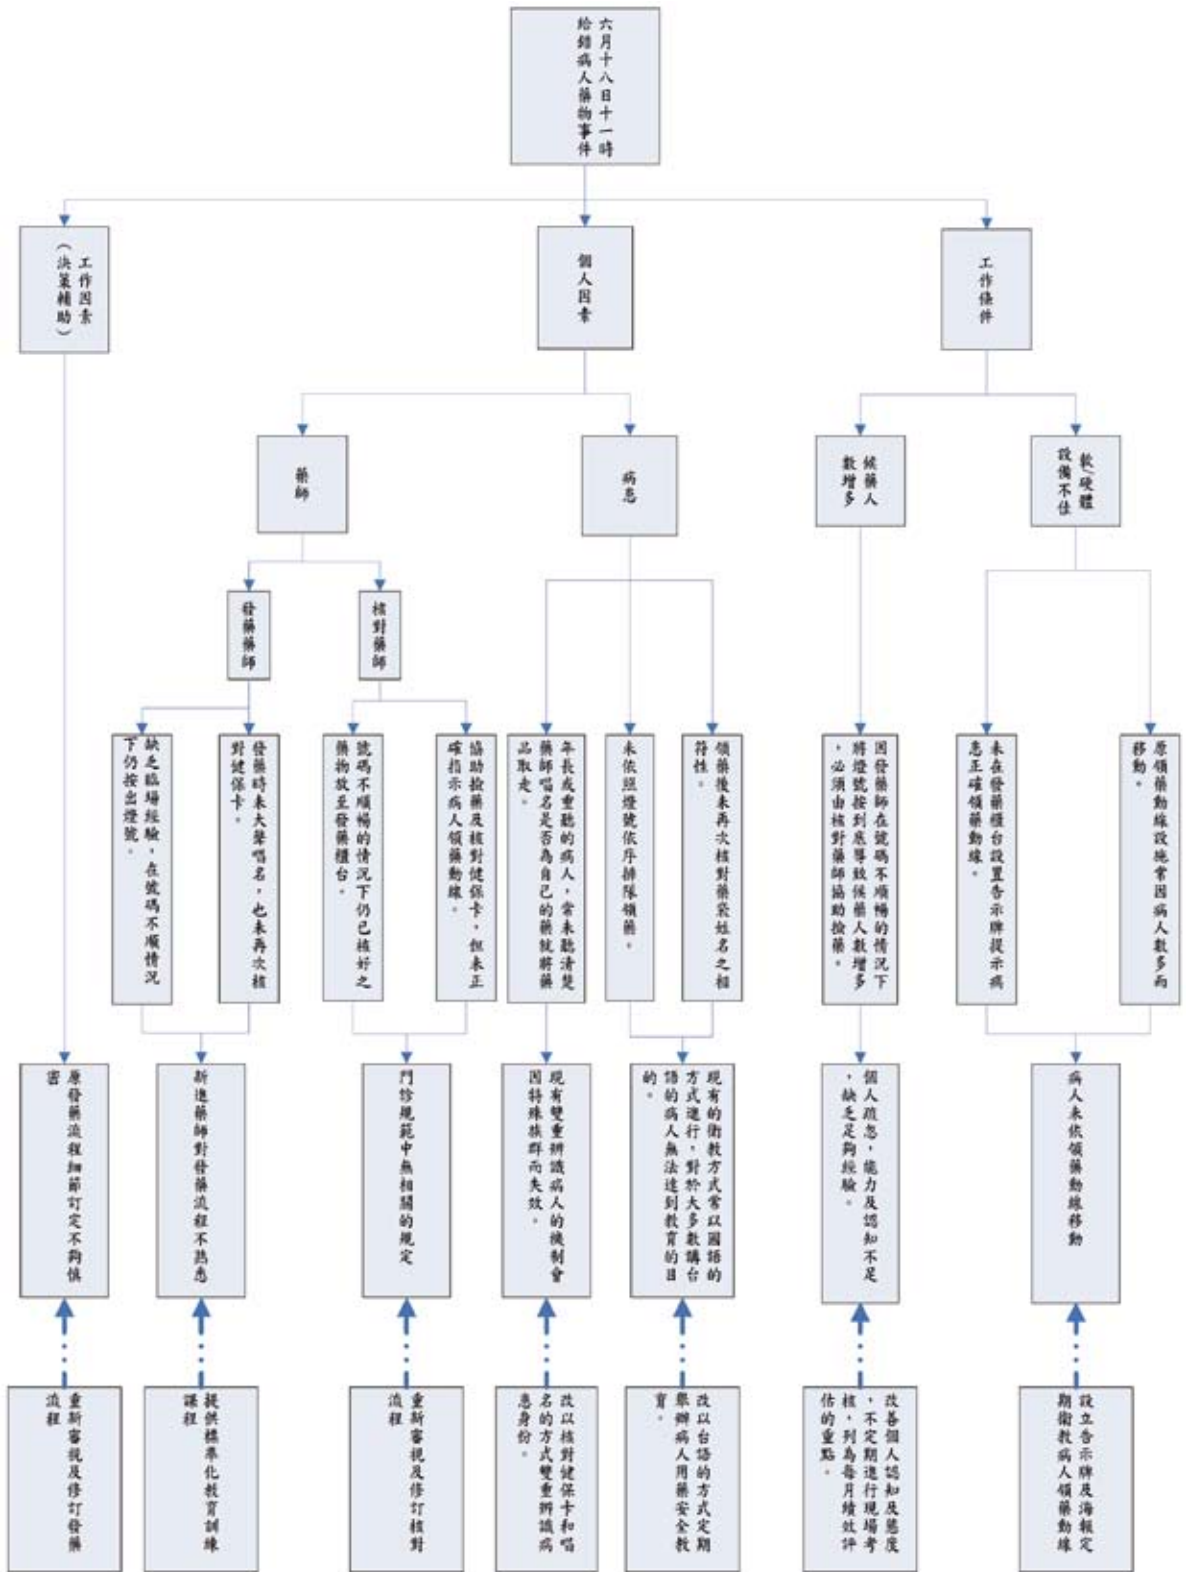 六月十八日十一時
給錯病人藥物事件
工作條件
個人因素
工作因素
(決策輔助)
軟/硬體
設備不佳
候藥人
數增多
病患
藥師
核對藥師
發藥藥師
原領藥動線設施常因病人數多而
移動。
未在發藥櫃台設置告示牌提示病
患正確領藥動線。
因發藥師在號碼不順暢的情況下
將燈號按到底導致候藥人數增多
，必須由核對藥師協助撿藥。
領藥後未再次核對藥袋姓名之相
符性。
未依照燈號依序排隊領藥。
年長或重聽的病人，常未聽清楚
藥師唱名是否為自己的藥就將藥
品取走。
協助撿藥及核對健保卡，但未正
確指示病人領藥動線。
號碼不順暢的情況下仍已核好之
藥物放至發藥櫃台。
發藥時未大聲唱名，也未再次核
對健保卡。
缺乏臨場經驗，在號碼不順情況
下仍按出燈號。
病人未依領藥動線移動
個人疏忽，能力及認知不足
，缺乏足夠經驗。
現有的衛教方式常以國語的
方式進行，對於大多數講台
語的病人無法達到教育的目
的。
現有雙重辨識病人的機制會
因特殊族群而失效。
門診規範中無相關的規定
新進藥師對發藥流程不熟悉
原發藥流程細節訂定不夠慎
密
設立告示牌及海報定
期衛教病人領藥動線
改善個人認知及態度
，不定期進行現場考
核，列為每月績效評
估的重點。
改以台語的方式定期
舉辦病人用藥安全教
育。
改以核對健保卡和唱
名的方式雙重辨識病
患身份。
重新審視及修訂核對
流程
提供標準化教育訓練
課程
重新審視及修訂發藥
流程